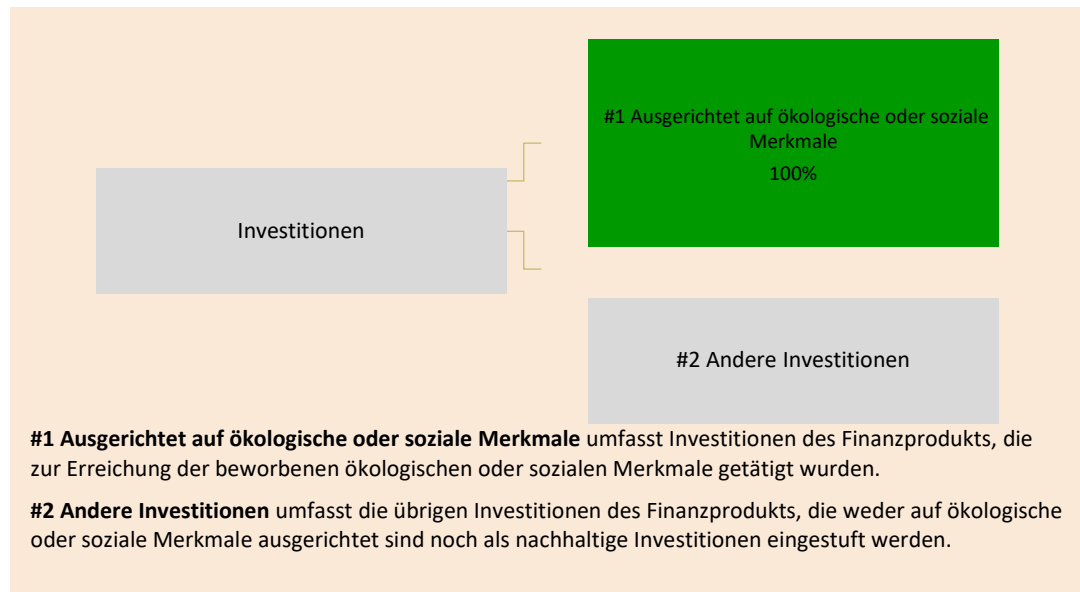 #1 Ausgerichtet auf ökologische oder soziale
Merkmale
100%
Investitionen
#2 Andere Investitionen
#1 Ausgerichtet auf ökologische oder soziale Merkmale umfasst Investitionen des Finanzprodukts, die
zur Erreichung der beworbenen ökologischen oder sozialen Merkmale getätigt wurden.
#2 Andere Investitionen umfasst die übrigen Investitionen des Finanzprodukts, die weder auf ökologische
oder soziale Merkmale ausgerichtet sind noch als nachhaltige Investitionen eingestuft werden.